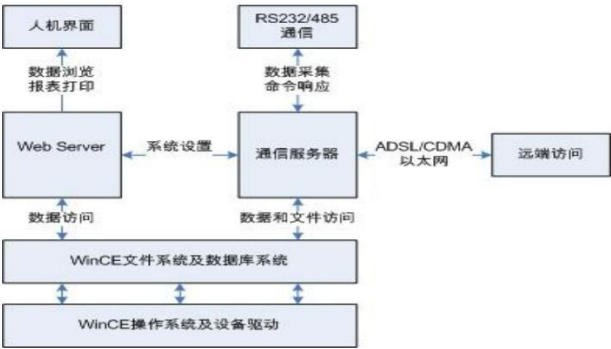 人机界面
RS232/485
通信
数据浏览
报表打印
数据采集
命令响应
Web Server
系统设置
通信服务器
ADSL/CDMA
以太网
远端访问
数据访问
数据和文件访问
WinCE文件系统及数据库系统
WinCE操作系统及设备驱动